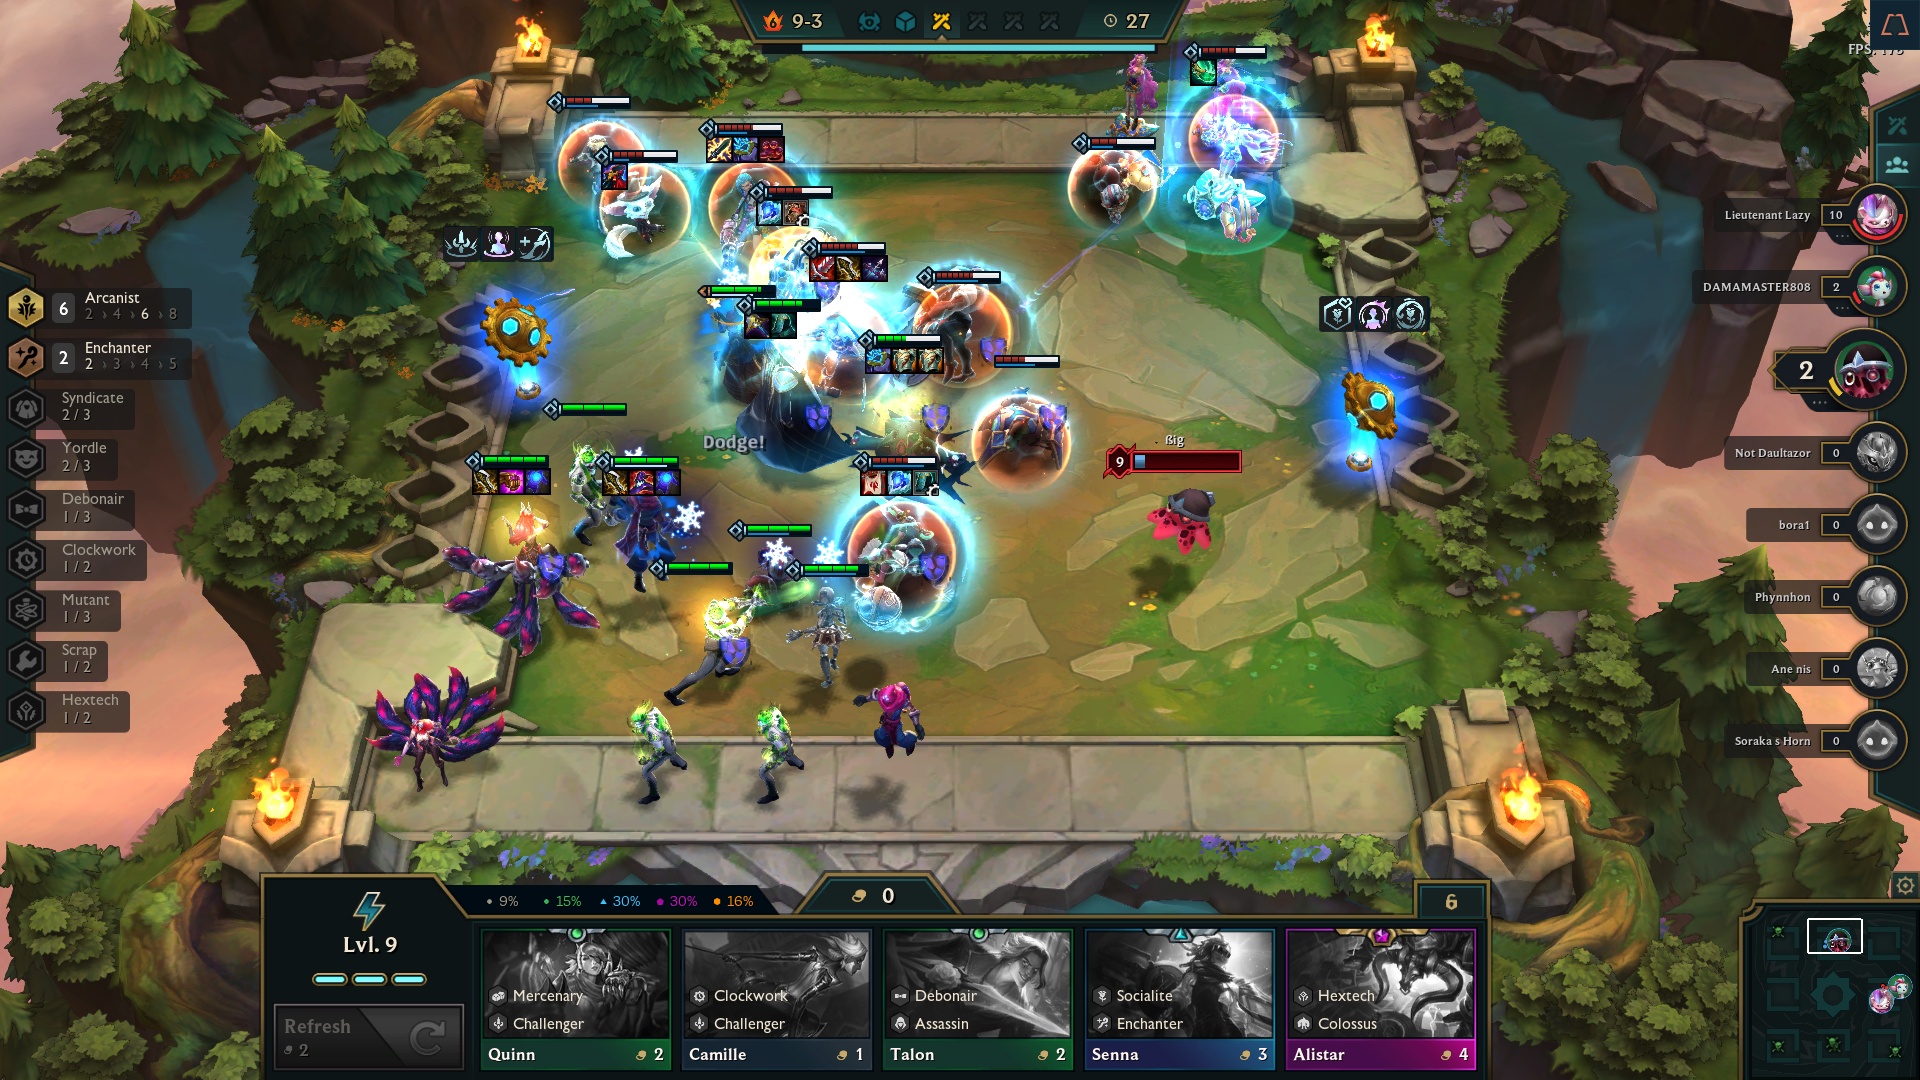 6 9-3 27
FPS: 175
Lieutenant Lazy 10
DAMAMASTER808 2
2
Not Daultazor 0
bora1 0
Phynnhon 0
Ane nis 0
Soraka s Horn 0
6 Arcanist
2 › 4 › 6 › 8
2 Enchanter
2 › 3 › 4 › 5
Syndicate
2 / 3
Yordle
2 / 3
Debonair
1 / 3
Clockwork
1 / 2
Mutant
1 / 3
Scrap
1 / 2
Hextech
1 / 2
Dodge!
ßig
9
9% 15% 30% 30% 16%
0
6
Lvl. 9
Refresh
2
Mercenary
Challenger
Quinn 2
Clockwork
Challenger
Camille 1
Debonair
Assassin
Talon 2
Socialite
Enchanter
Senna 3
Hextech
Colossus
Alistar 4